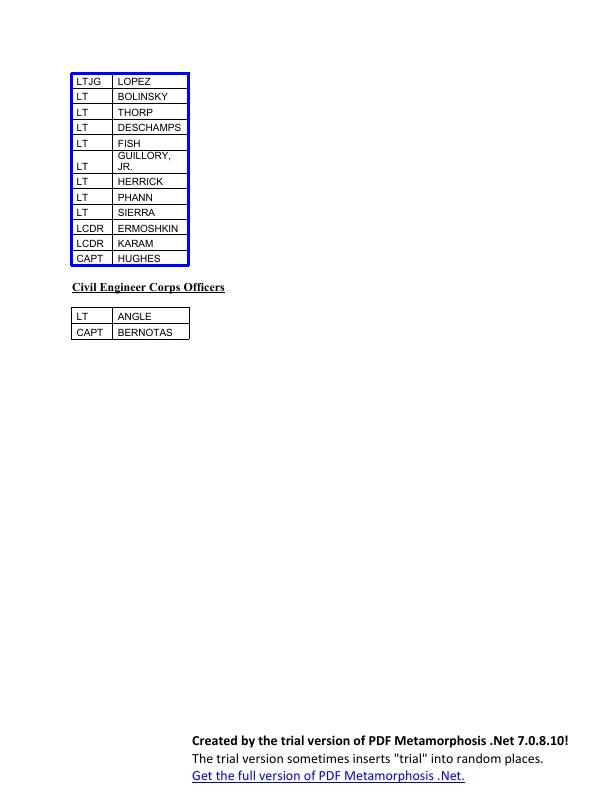 LTJG LOPEZ
LT BOLINSKY
LT THORP
LT DESCHAMPS
LT FISH
GUILLORY,
LT JR.
LT HERRICK
LT PHANN
LT SIERRA
LCDR ERMOSHKIN
LCDR KARAM
CAPT HUGHES
Civil Engineer Corps Officers
LT ANGLE
CAPT BERNOTAS
Created by the trial version of PDF Metamorphosis .Net 7.0.8.10!
The trial version sometimes inserts "trial" into random places.
Get the full version of PDF Metamorphosis .Net.